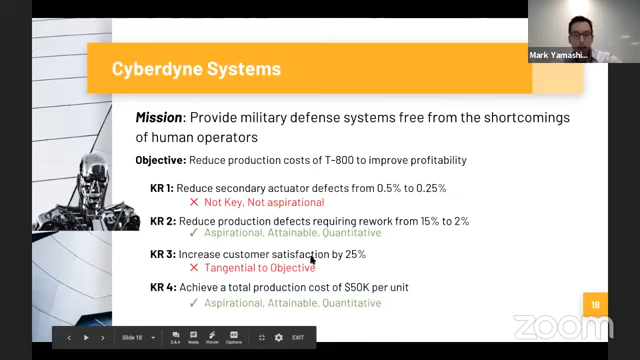 Cyberdyne Systems
Mark Yamashi...
Mission: Provide military defense systems free from the shortcomings
of human operators
Objective: Reduce production costs of T-800 to improve profitability
KR 1: Reduce secondary actuator defects from 0.5% to 0.25%
✕ Not Key, Not aspirational
KR 2: Reduce production defects requiring rework from 15% to 2%
✓ Aspirational, Attainable, Quantitative
KR 3: Increase customer satisfaction by 25%
✕ Tangential to Objective
KR 4: Achieve a total production cost of $50K per unit
✓ Aspirational, Attainable, Quantitative
18
zoom
Slide 18
Q & A
Notes
Pointer
Captions
EXIT